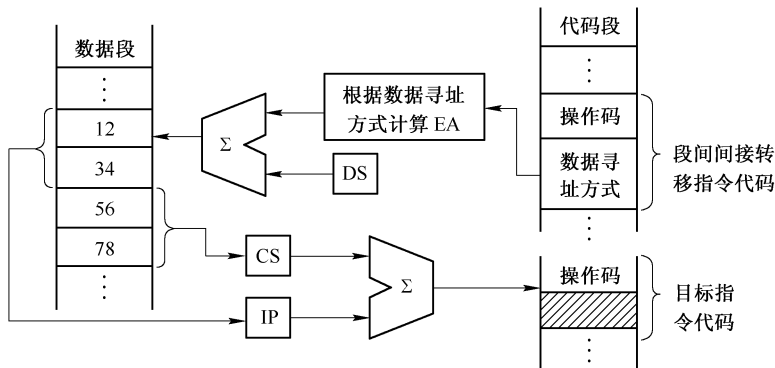 数据段
⋮
12
34
56
78
⋮
Σ
根据数据寻址
方式计算 EA
DS
CS
IP
Σ
代码段
⋮
操作码
数据寻
址方式
⋮
段间间接转
移指令代码
操作码
⋮
目标指
令代码